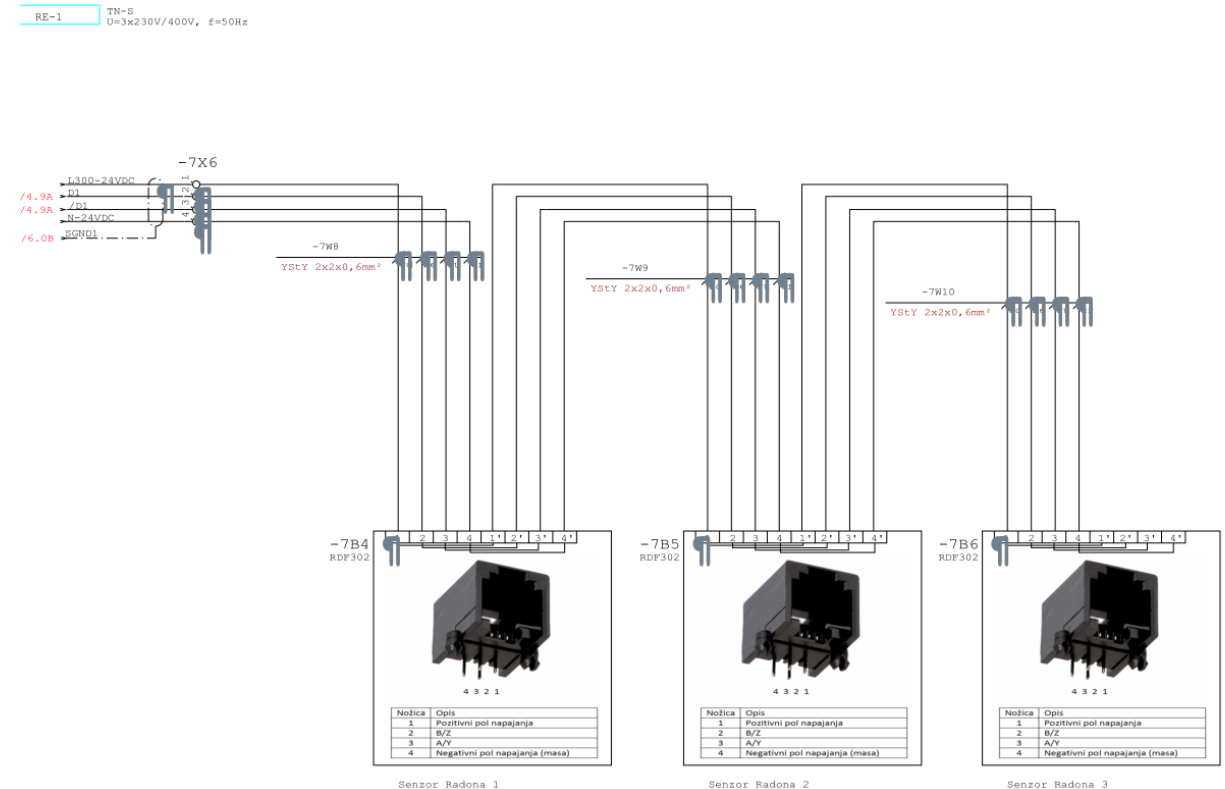 RE-1
TN-S
U=3x230V/400V, f=50Hz
-7X6
L300-24VDC
/4.9A D1
/4.9A /D1
N-24VDC
/6.0B SGND1
1
2
3
4
-7W8
YStY 2x2x0,6mm²
-7W9
YStY 2x2x0,6mm²
-7W10
YStY 2x2x0,6mm²
-7B4
RDF302
2 3 4 1' 2' 3' 4'
4 3 2 1
Nožica Opis
1 Pozitivni pol napajanja
2 B/Z
3 A/Y
4 Negativni pol napajanja (masa)
Senzor Radona 1
-7B5
RDF302
2 3 4 1' 2' 3' 4'
4 3 2 1
Nožica Opis
1 Pozitivni pol napajanja
2 B/Z
3 A/Y
4 Negativni pol napajanja (masa)
Senzor Radona 2
-7B6
RDF302
2 3 4 1' 2' 3' 4'
4 3 2 1
Nožica Opis
1 Pozitivni pol napajanja
2 B/Z
3 A/Y
4 Negativni pol napajanja (masa)
Senzor Radona 3